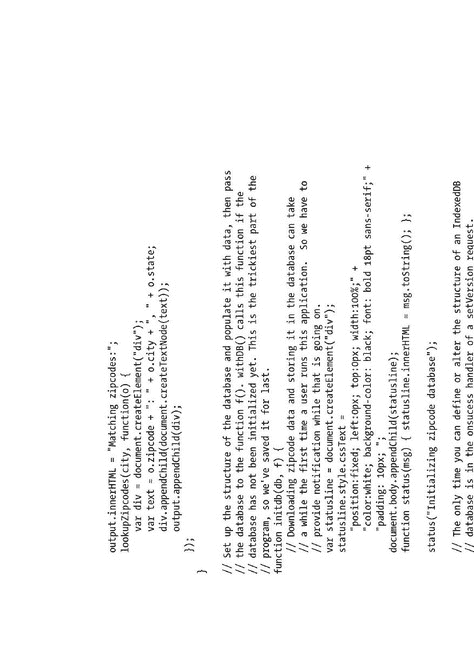 output.innerHTML = "Matching zipcodes:";
lookupZipcodes(city, function(o) {
var div = document.createElement("div");
var text = o.zipcode + ": " + o.city + ", " + o.state;
div.appendChild(document.createTextNode(text));
output.appendChild(div);
});
}
// Set up the structure of the database and populate it with data, then pass
// the database to the function f(). withDB() calls this function if the
// database has not been initialized yet. This is the trickiest part of the
// program, so we've saved it for last.
function initdb(db, f) {
// Downloading zipcode data and storing it in the database can take
// a while the first time a user runs this application. So we have to
// provide notification while that is going on.
var statusline = document.createElement("div");
statusline.style.cssText =
"position:fixed; left:0px; top:0px; width:100%;" +
"color:white; background-color: black; font: bold 18pt sans-serif;" +
"padding: 10px; ";
document.body.appendChild(statusline);
function status(msg) { statusline.innerHTML = msg.toString(); };
status("Initializing zipcode database");
// The only time you can define or alter the structure of an IndexedDB
// database is in the onsucess handler of a setVersion request.